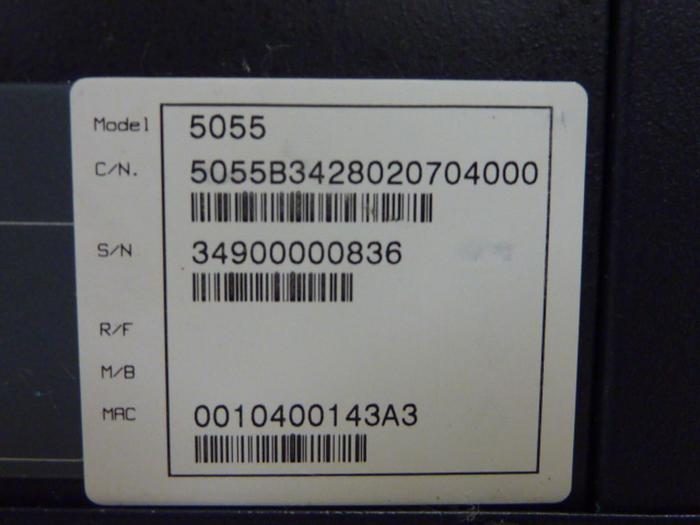 Model 5055
C/N. 5055B3428020704000
S/N 34900000836
R/F
M/B
MAC 0010400143A3